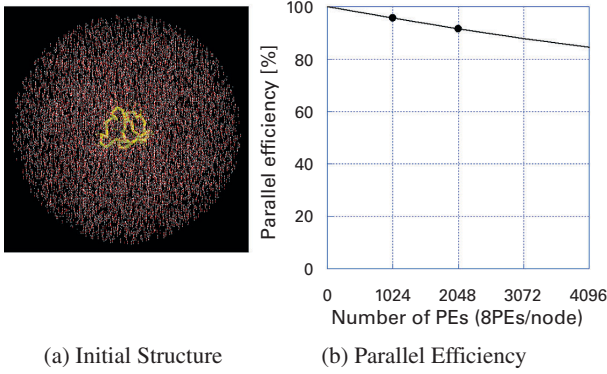 Parallel efficiency [%]
100
80
60
40
20
0
0 1024 2048 3072 4096
Number of PEs (8PEs/node)
(a) Initial Structure
(b) Parallel Efficiency